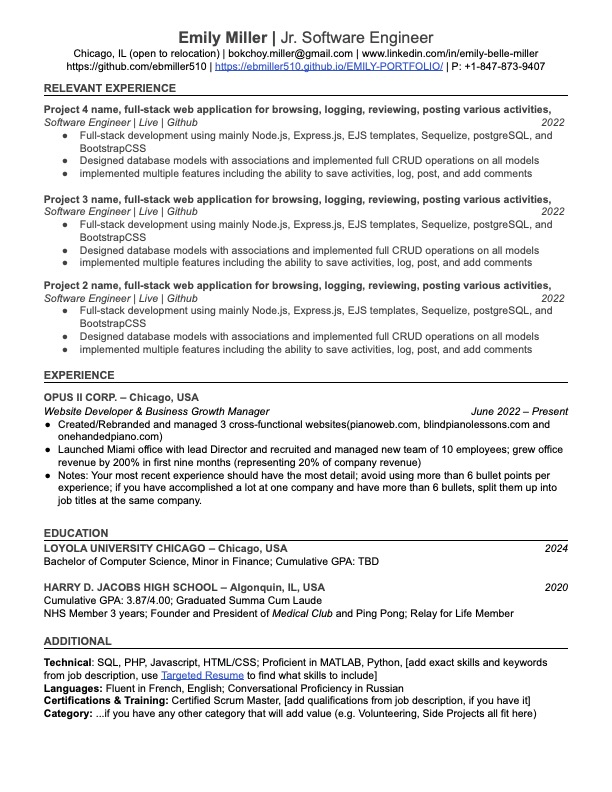 Emily Miller | Jr. Software Engineer
Chicago, IL (open to relocation) | bokchoy.miller@gmail.com | www.linkedin.com/in/emily-belle-miller
https://github.com/ebmiller510 | https://ebmiller510.github.io/EMILY-PORTFOLIO/ | P: +1-847-873-9407
RELEVANT EXPERIENCE
Project 4 name, full-stack web application for browsing, logging, reviewing, posting various activities,
Software Engineer | Live | Github 2022
● Full-stack development using mainly Node.js, Express.js, EJS templates, Sequelize, postgreSQL, and
BootstrapCSS
● Designed database models with associations and implemented full CRUD operations on all models
● implemented multiple features including the ability to save activities, log, post, and add comments
Project 3 name, full-stack web application for browsing, logging, reviewing, posting various activities,
Software Engineer | Live | Github 2022
● Full-stack development using mainly Node.js, Express.js, EJS templates, Sequelize, postgreSQL, and
BootstrapCSS
● Designed database models with associations and implemented full CRUD operations on all models
● implemented multiple features including the ability to save activities, log, post, and add comments
Project 2 name, full-stack web application for browsing, logging, reviewing, posting various activities,
Software Engineer | Live | Github 2022
● Full-stack development using mainly Node.js, Express.js, EJS templates, Sequelize, postgreSQL, and
BootstrapCSS
● Designed database models with associations and implemented full CRUD operations on all models
● implemented multiple features including the ability to save activities, log, post, and add comments
EXPERIENCE
OPUS II CORP. – Chicago, USA
Website Developer & Business Growth Manager June 2022 – Present
● Created/Rebranded and managed 3 cross-functional websites(pianoweb.com, blindpianolessons.com and
onehandedpiano.com)
● Launched Miami office with lead Director and recruited and managed new team of 10 employees; grew office
revenue by 200% in first nine months (representing 20% of company revenue)
● Notes: Your most recent experience should have the most detail; avoid using more than 6 bullet points per
experience; if you have accomplished a lot at one company and have more than 6 bullets, split them up into
job titles at the same company.
EDUCATION
LOYOLA UNIVERSITY CHICAGO – Chicago, USA 2024
Bachelor of Computer Science, Minor in Finance; Cumulative GPA: TBD
HARRY D. JACOBS HIGH SCHOOL – Algonquin, IL, USA 2020
Cumulative GPA: 3.87/4.00; Graduated Summa Cum Laude
NHS Member 3 years; Founder and President of Medical Club and Ping Pong; Relay for Life Member
ADDITIONAL
Technical: SQL, PHP, Javascript, HTML/CSS; Proficient in MATLAB, Python, [add exact skills and keywords
from job description, use Targeted Resume to find what skills to include]
Languages: Fluent in French, English; Conversational Proficiency in Russian
Certifications & Training: Certified Scrum Master, [add qualifications from job description, if you have it]
Category: ...if you have any other category that will add value (e.g. Volunteering, Side Projects all fit here)